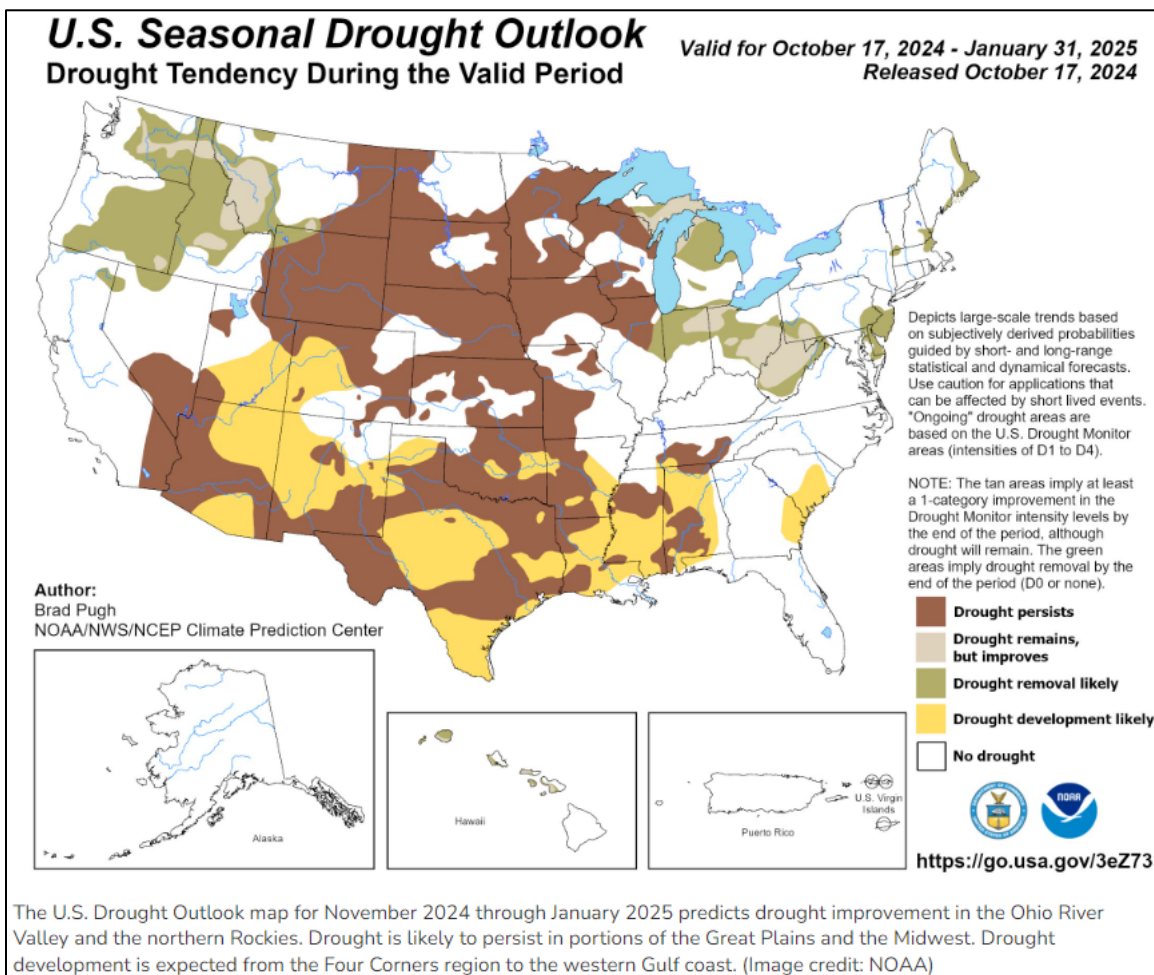 U.S. Seasonal Drought Outlook
Drought Tendency During the Valid Period
Valid for October 17, 2024 - January 31, 2025
Released October 17, 2024
Depicts large-scale trends based
on subjectively derived probabilities
guided by short- and long-range
statistical and dynamical forecasts.
Use caution for applications that
can be affected by short lived events.
"Ongoing" drought areas are
based on the U.S. Drought Monitor
areas (intensities of D1 to D4).
NOTE: The tan areas imply at least
a 1-category improvement in the
Drought Monitor intensity levels by
the end of the period, although
drought will remain. The green
areas imply drought removal by the
end of the period (D0 or none).
Author:
Brad Pugh
NOAA/NWS/NCEP Climate Prediction Center
Drought persists
Drought remains,
but improves
Drought removal likely
Drought development likely
No drought
Alaska
Hawaii
Puerto Rico
U.S. Virgin
Islands
NOAA
https://go.usa.gov/3eZ73
The U.S. Drought Outlook map for November 2024 through January 2025 predicts drought improvement in the Ohio River
Valley and the northern Rockies. Drought is likely to persist in portions of the Great Plains and the Midwest. Drought
development is expected from the Four Corners region to the western Gulf coast. (Image credit: NOAA)